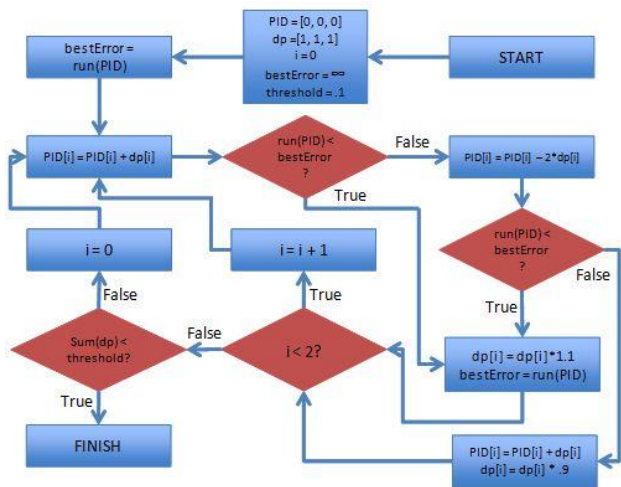 START
PID = [0, 0, 0]
dp = [1, 1, 1]
i = 0
bestError = ∞
threshold = .1
bestError =
run(PID)
PID[i] = PID[i] + dp[i]
run(PID) <
bestError
?
False
True
PID[i] = PID[i] – 2*dp[i]
run(PID) <
bestError
?
False
True
dp[i] = dp[i]*1.1
bestError = run(PID)
PID[i] = PID[i] + dp[i]
dp[i] = dp[i] * .9
i < 2?
True
False
i = i + 1
Sum(dp) <
threshold?
False
True
i = 0
FINISH